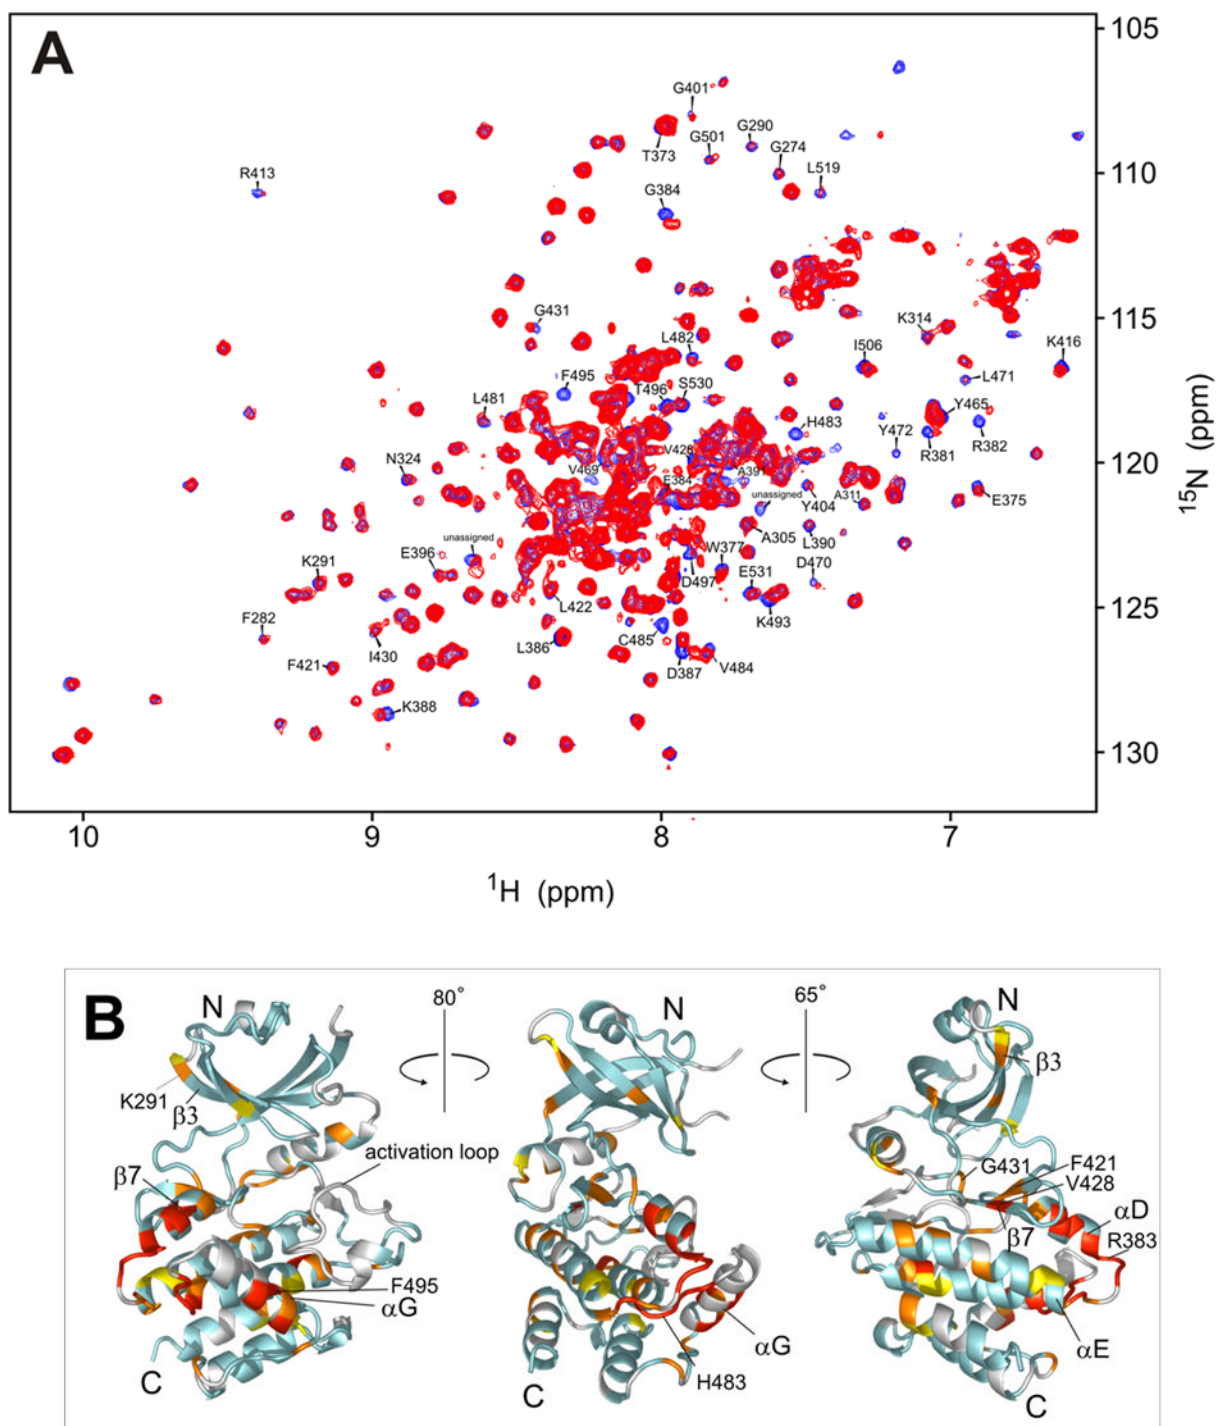 A
105
G401
G501
G290
T373
G274
110
R413
L519
G384
G431
115
K314
L482
I506
K416
F495
L471
T496
S530
L481
H483
Y465
Y472
R382
V428
R381
N324
V469
A391
120
E384
unassigned
Y404
A311
E375
unassigned
A305
L390
W377
E396
K291
D497
E531
D470
L422
K493
125
F282
I430
L386
C485
F421
D387
V484
K388
130
15N (ppm)
10
9
8
7
1H (ppm)
B
N
80°
N
65°
N
K291
β3
β3
activation loop
β7
G431
F421
V428
αD
β7
R383
F495
αG
αG
αE
H483
C
C
C